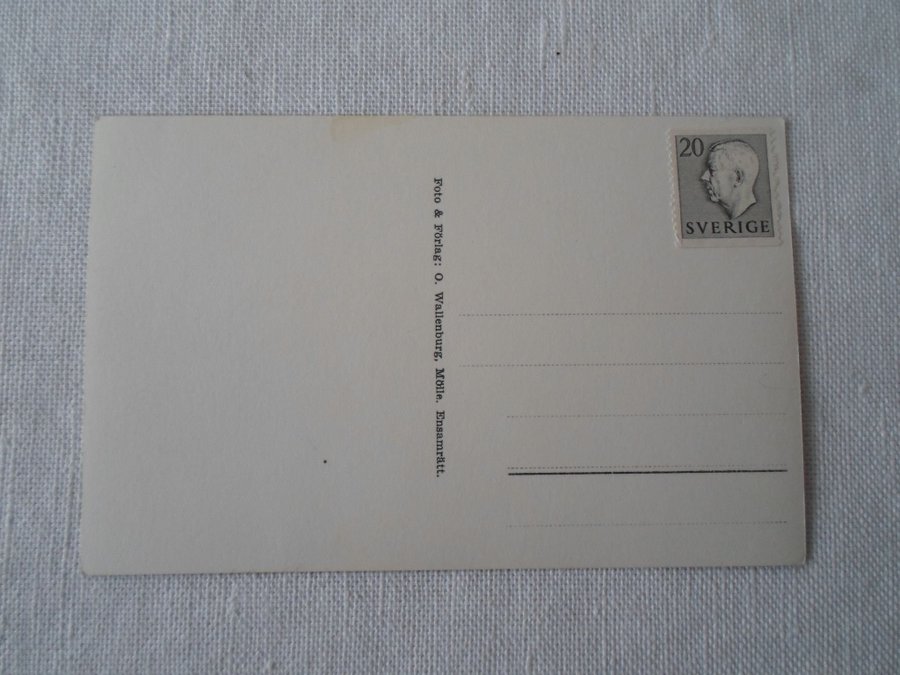 Foto & Förlag: O. Wallenburg, Mölle. Ensamrätt.
20
SVERIGE